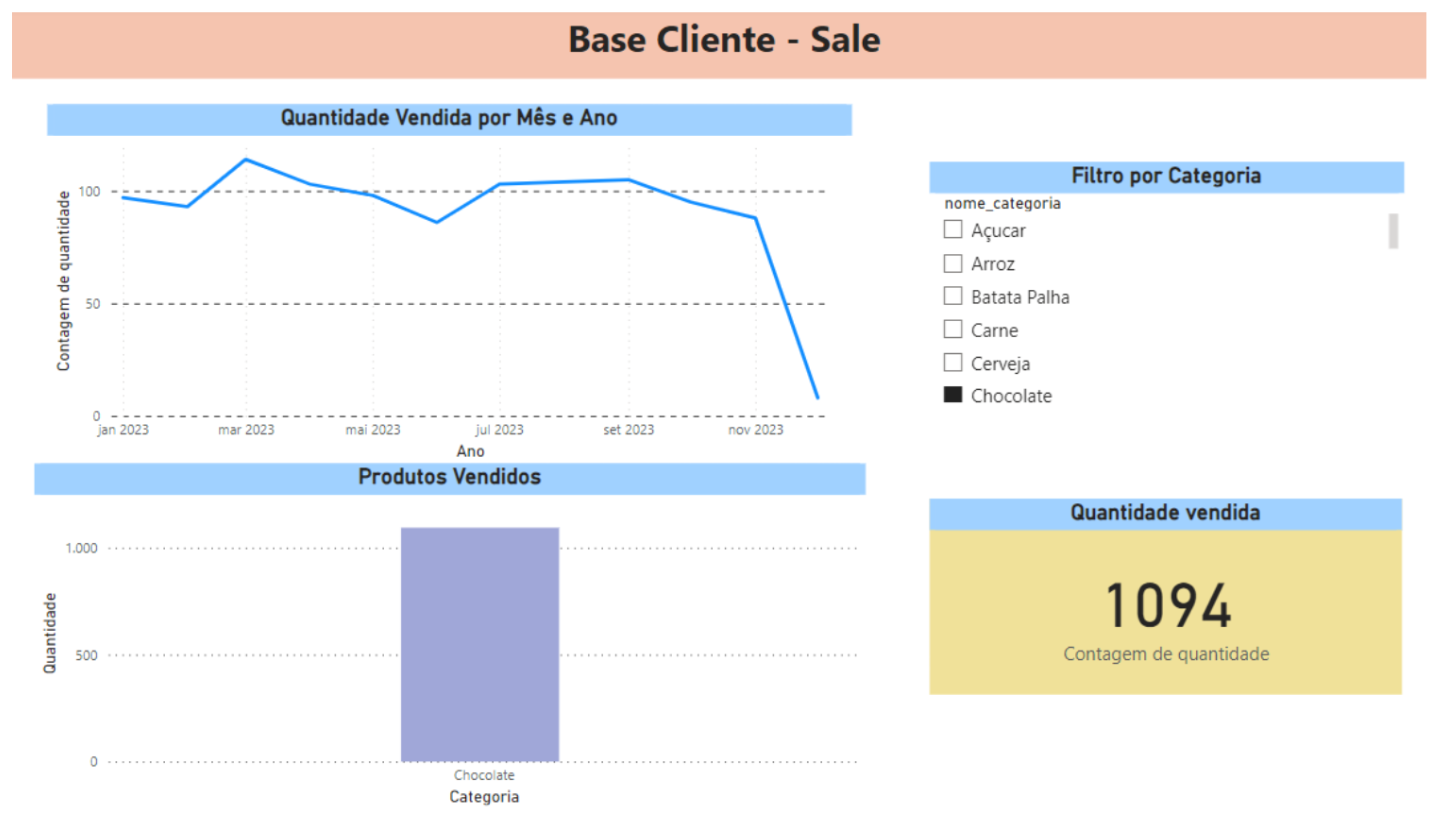 Base Cliente - Sale
Quantidade Vendida por Mês e Ano
Contagem de quantidade
100
50
0
jan 2023 mar 2023 mai 2023 jul 2023 set 2023 nov 2023
Ano
Produtos Vendidos
Quantidade
1.000
500
0
Chocolate
Categoria
Filtro por Categoria
nome_categoria
Açucar
Arroz
Batata Palha
Carne
Cerveja
Chocolate
Quantidade vendida
1094
Contagem de quantidade